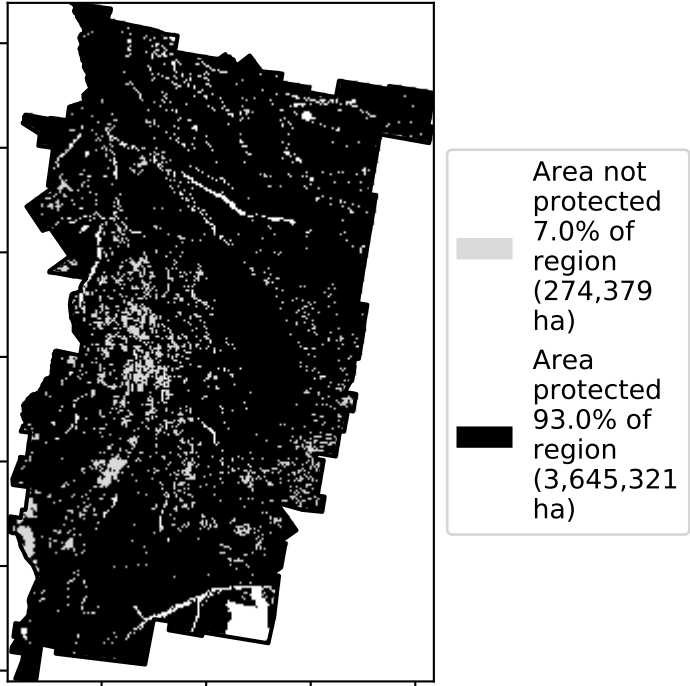 Area not
protected
7.0% of
region
(274,379
ha)
Area
protected
93.0% of
region
(3,645,321
ha)